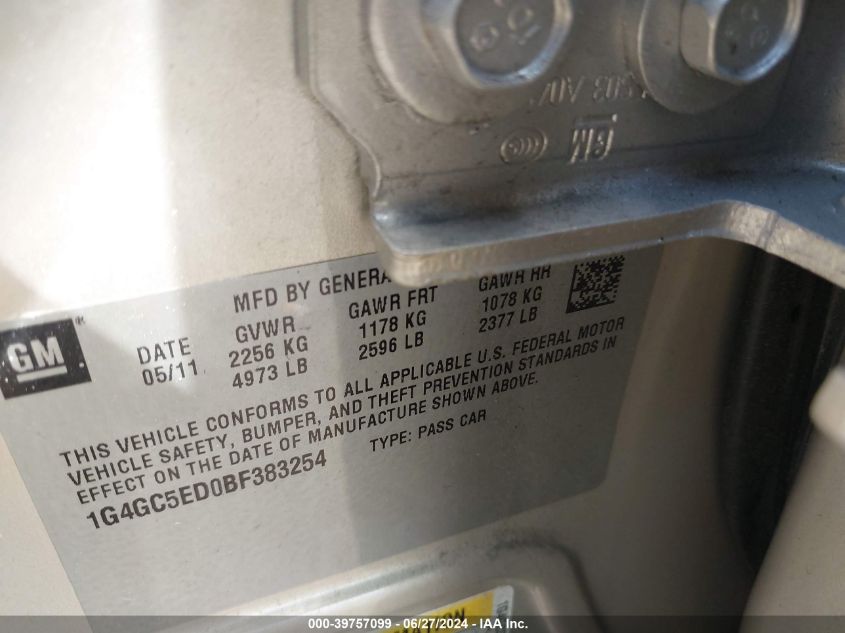 GM
GM
MFD BY GENERA
DATE
05/11
GVWR
2256 KG
4973 LB
GAWR FRT
1178 KG
2596 LB
GAWR RR
1078 KG
2377 LB
THIS VEHICLE CONFORMS TO ALL APPLICABLE U.S. FEDERAL MOTOR
VEHICLE SAFETY, BUMPER, AND THEFT PREVENTION STANDARDS IN
EFFECT ON THE DATE OF MANUFACTURE SHOWN ABOVE.
1G4GC5ED0BF383254
TYPE: PASS CAR
000-39757099 - 06/27/2024 - IAA Inc.